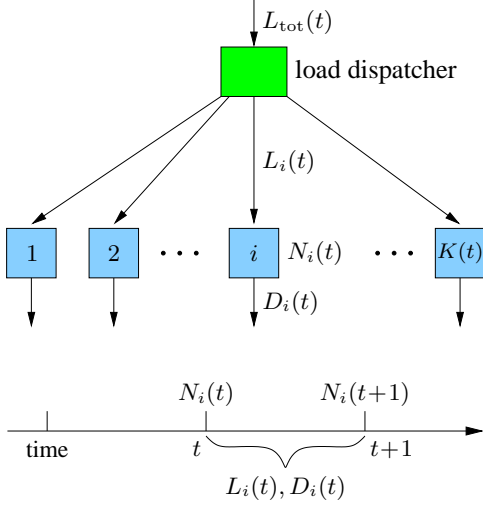 L_tot(t)
load dispatcher
L_i(t)
1 2 ··· i N_i(t) ··· K(t)
D_i(t)
N_i(t) N_i(t+1)
time t t+1
L_i(t), D_i(t)